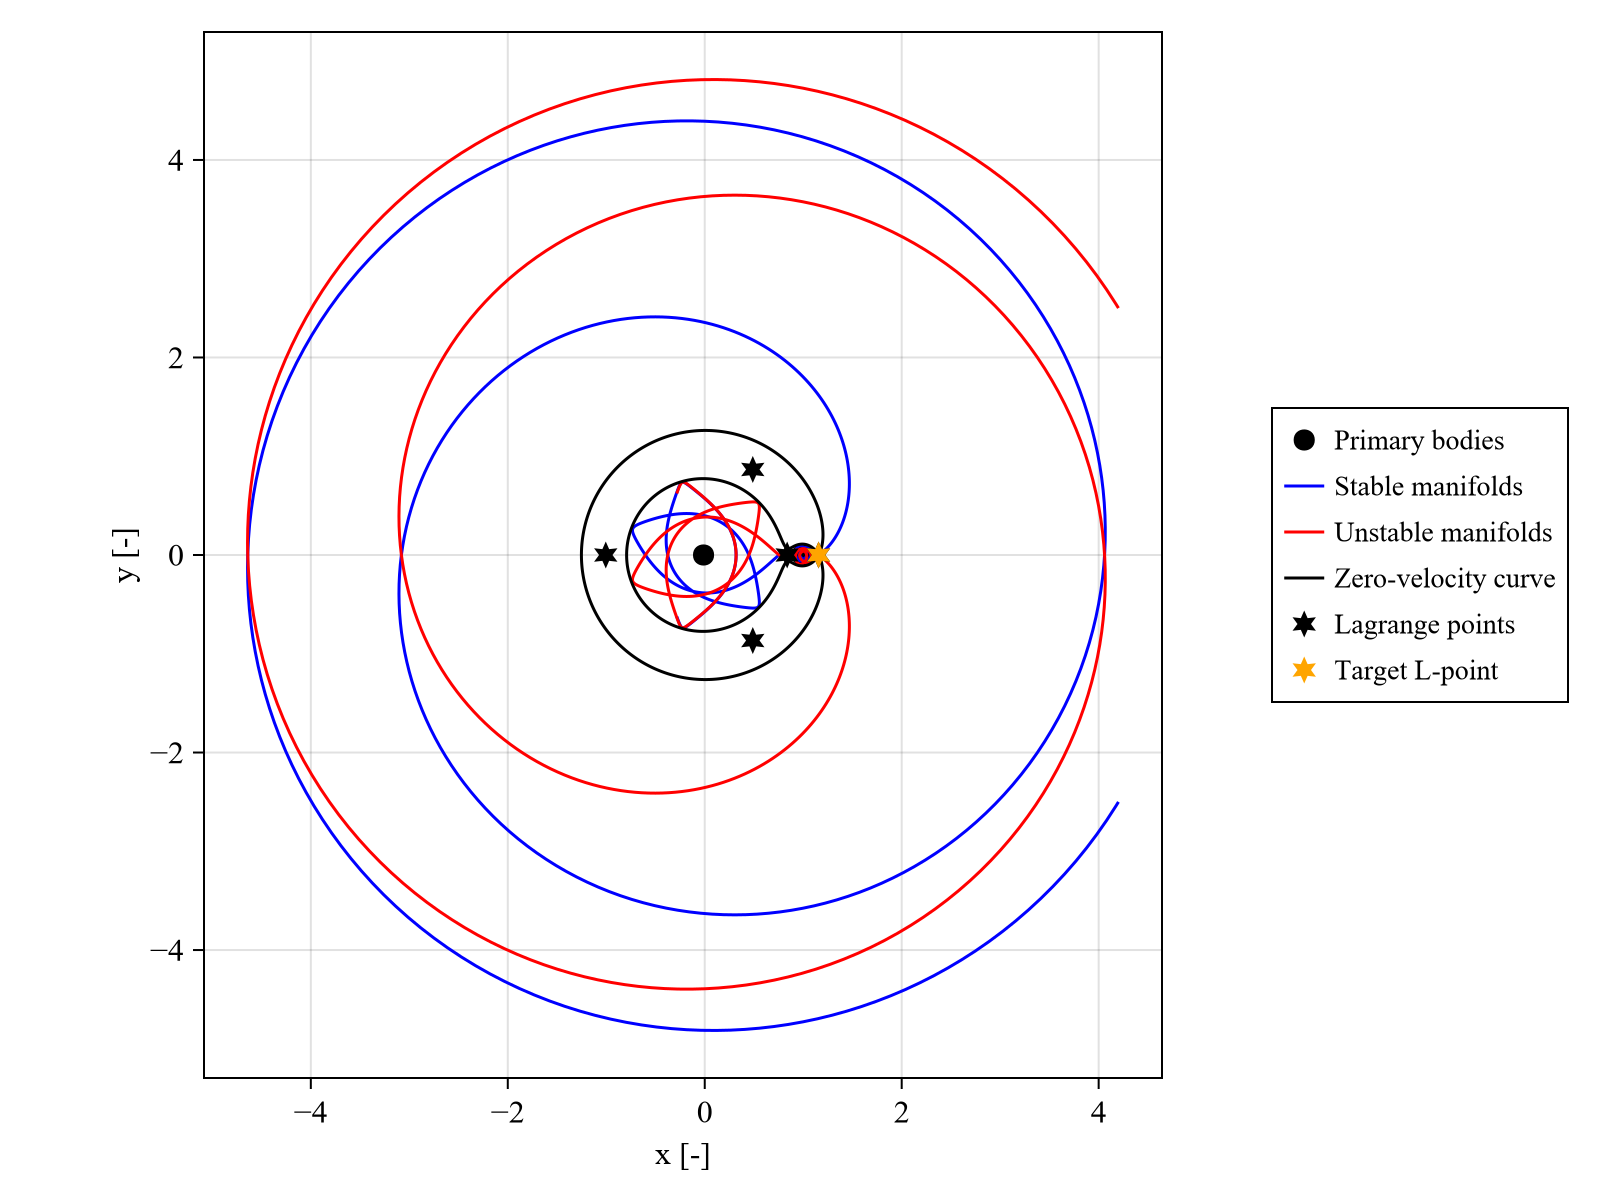 4
2
0
−2
−4
y [-]
−4
−2
0
2
4
x [-]
Primary bodies
Stable manifolds
Unstable manifolds
Zero-velocity curve
Lagrange points
Target L-point